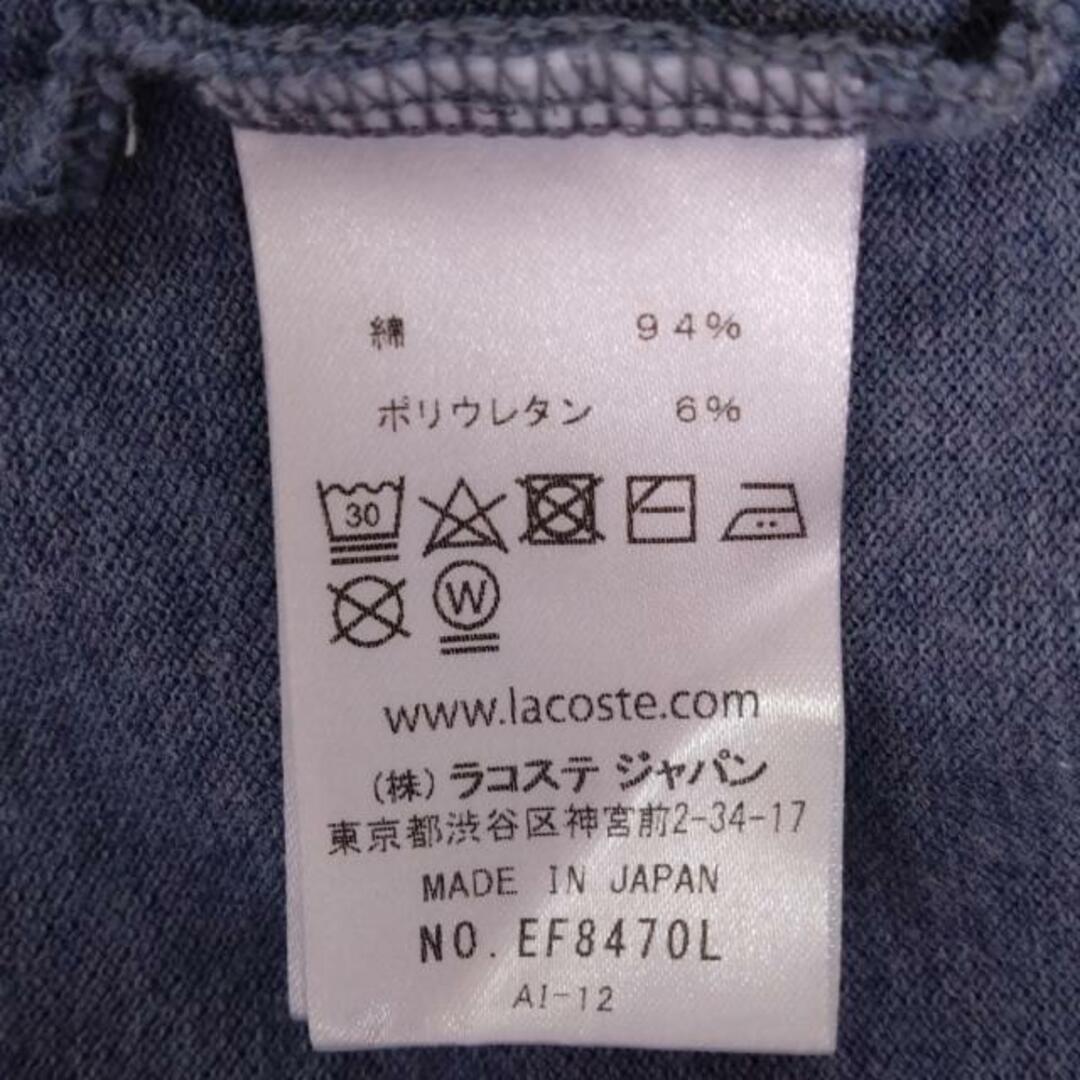 綿 94%
ポリウレタン 6%
30
W
www.lacoste.com
(株) ラコステ ジャパン
東京都渋谷区神宮前2-34-17
MADE IN JAPAN
NO. EF8470L
AI-12